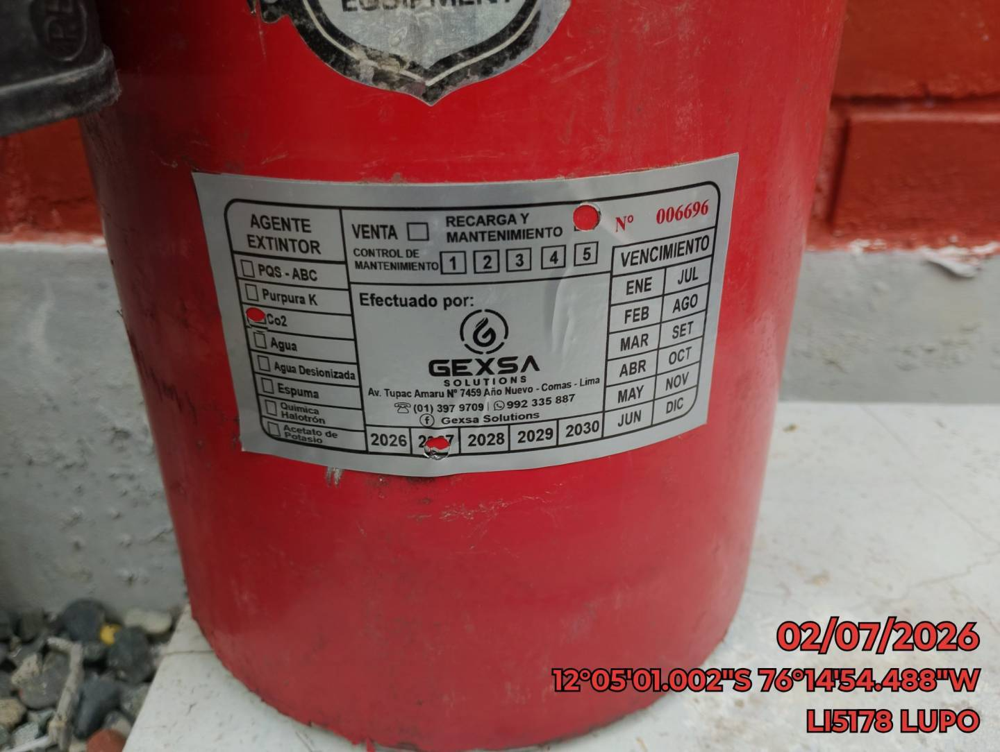 EQUIPMENT
AGENTE
EXTINTOR
PQS - ABC
Purpura K
Co2
Agua
Agua Desionizada
Espuma
Quimica
Halotrón
Acetato de
Potasio
VENTA
RECARGA Y
MANTENIMIENTO
CONTROL DE
MANTENIMIENTO 1 2 3 4 5
Nº 006696
Efectuado por:
GEXSA
SOLUTIONS
Av. Tupac Amaru Nº 7459 Año Nuevo - Comas - Lima
(01) 397 9709 | 992 335 887
Gexsa Solutions
2026 2027 2028 2029 2030
VENCIMIENTO
ENE JUL
FEB AGO
MAR SET
ABR OCT
MAY NOV
JUN DIC
02/07/2026
12°05'01.002"S 76°14'54.488"W
LI5178 LUPO